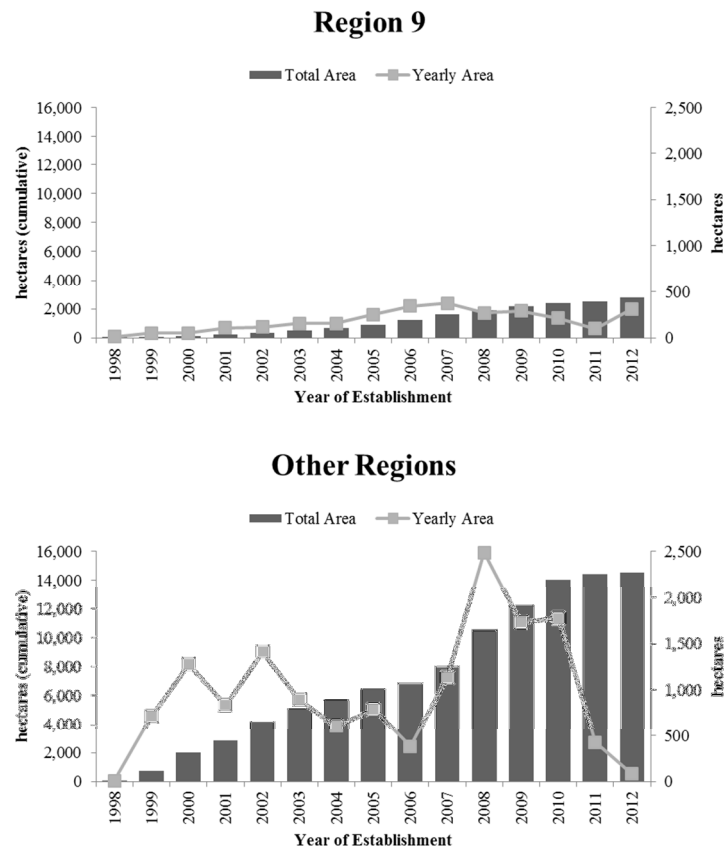 Region 9
Total Area Yearly Area
16,000
14,000
12,000
10,000
8,000
6,000
4,000
2,000
0
hectares (cumulative)
2,500
2,000
1,500
1,000
500
0
hectares
1998 1999 2000 2001 2002 2003 2004 2005 2006 2007 2008 2009 2010 2011 2012
Year of Establishment
Other Regions
Total Area Yearly Area
16,000
14,000
12,000
10,000
8,000
6,000
4,000
2,000
0
hectares (cumulative)
2,500
2,000
1,500
1,000
500
0
hectares
1998 1999 2000 2001 2002 2003 2004 2005 2006 2007 2008 2009 2010 2011 2012
Year of Establishment